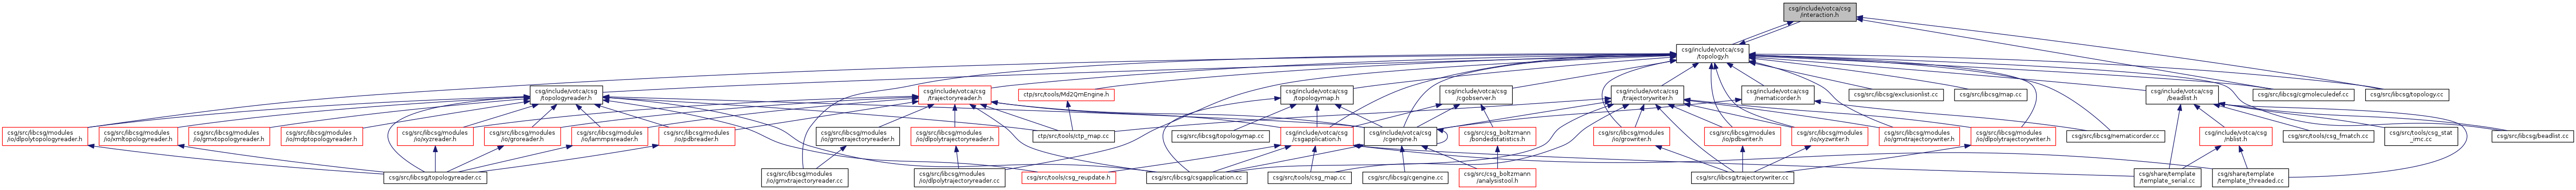 csg/include/votca/csg
/interaction.h
csg/include/votca/csg
/topology.h
csg/include/votca/csg
/topologyreader.h
csg/include/votca/csg
/trajectoryreader.h
ctp/src/tools/Md2QmEngine.h
csg/include/votca/csg
/topologymap.h
csg/include/votca/csg
/cgobserver.h
csg/include/votca/csg
/trajectorywriter.h
csg/include/votca/csg
/nematicorder.h
csg/src/libcsg/exclusionlist.cc
csg/src/libcsg/map.cc
csg/include/votca/csg
/beadlist.h
csg/src/libcsg/cgmoleculedef.cc
csg/src/libcsg/topology.cc
csg/src/libcsg/modules
/io/dlpolytopologyreader.h
csg/src/libcsg/modules
/io/xmltopologyreader.h
csg/src/libcsg/modules
/io/gmxtopologyreader.h
csg/src/libcsg/modules
/io/mdptopologyreader.h
csg/src/libcsg/modules
/io/xyzreader.h
csg/src/libcsg/modules
/io/groreader.h
csg/src/libcsg/modules
/io/lammpsreader.h
csg/src/libcsg/modules
/io/pdbreader.h
csg/src/libcsg/modules
/io/gmxtrajectoryreader.h
csg/src/libcsg/modules
/io/dlpolytrajectoryreader.h
ctp/src/tools/ctp_map.cc
csg/src/libcsg/topologymap.cc
csg/include/votca/csg
/csgapplication.h
csg/include/votca/csg
/cgengine.h
csg/src/csg_boltzmann
/bondedstatistics.h
csg/src/libcsg/modules
/io/growriter.h
csg/src/libcsg/modules
/io/pdbwriter.h
csg/src/libcsg/modules
/io/xyzwriter.h
csg/src/libcsg/modules
/io/gmxtrajectorywriter.h
csg/src/libcsg/modules
/io/dlpolytrajectorywriter.h
csg/src/libcsg/nematicorder.cc
csg/include/votca/csg
/nblist.h
csg/src/tools/csg_fmatch.cc
csg/src/tools/csg_stat
_imc.cc
csg/src/libcsg/beadlist.cc
csg/src/libcsg/topologyreader.cc
csg/src/libcsg/modules
/io/gmxtrajectoryreader.cc
csg/src/libcsg/modules
/io/dlpolytrajectoryreader.cc
csg/src/tools/csg_reupdate.h
csg/src/libcsg/csgapplication.cc
csg/src/tools/csg_map.cc
csg/src/libcsg/cgengine.cc
csg/src/csg_boltzmann
/analysistool.h
csg/src/libcsg/trajectorywriter.cc
csg/share/template
/template_serial.cc
csg/share/template
/template_threaded.cc